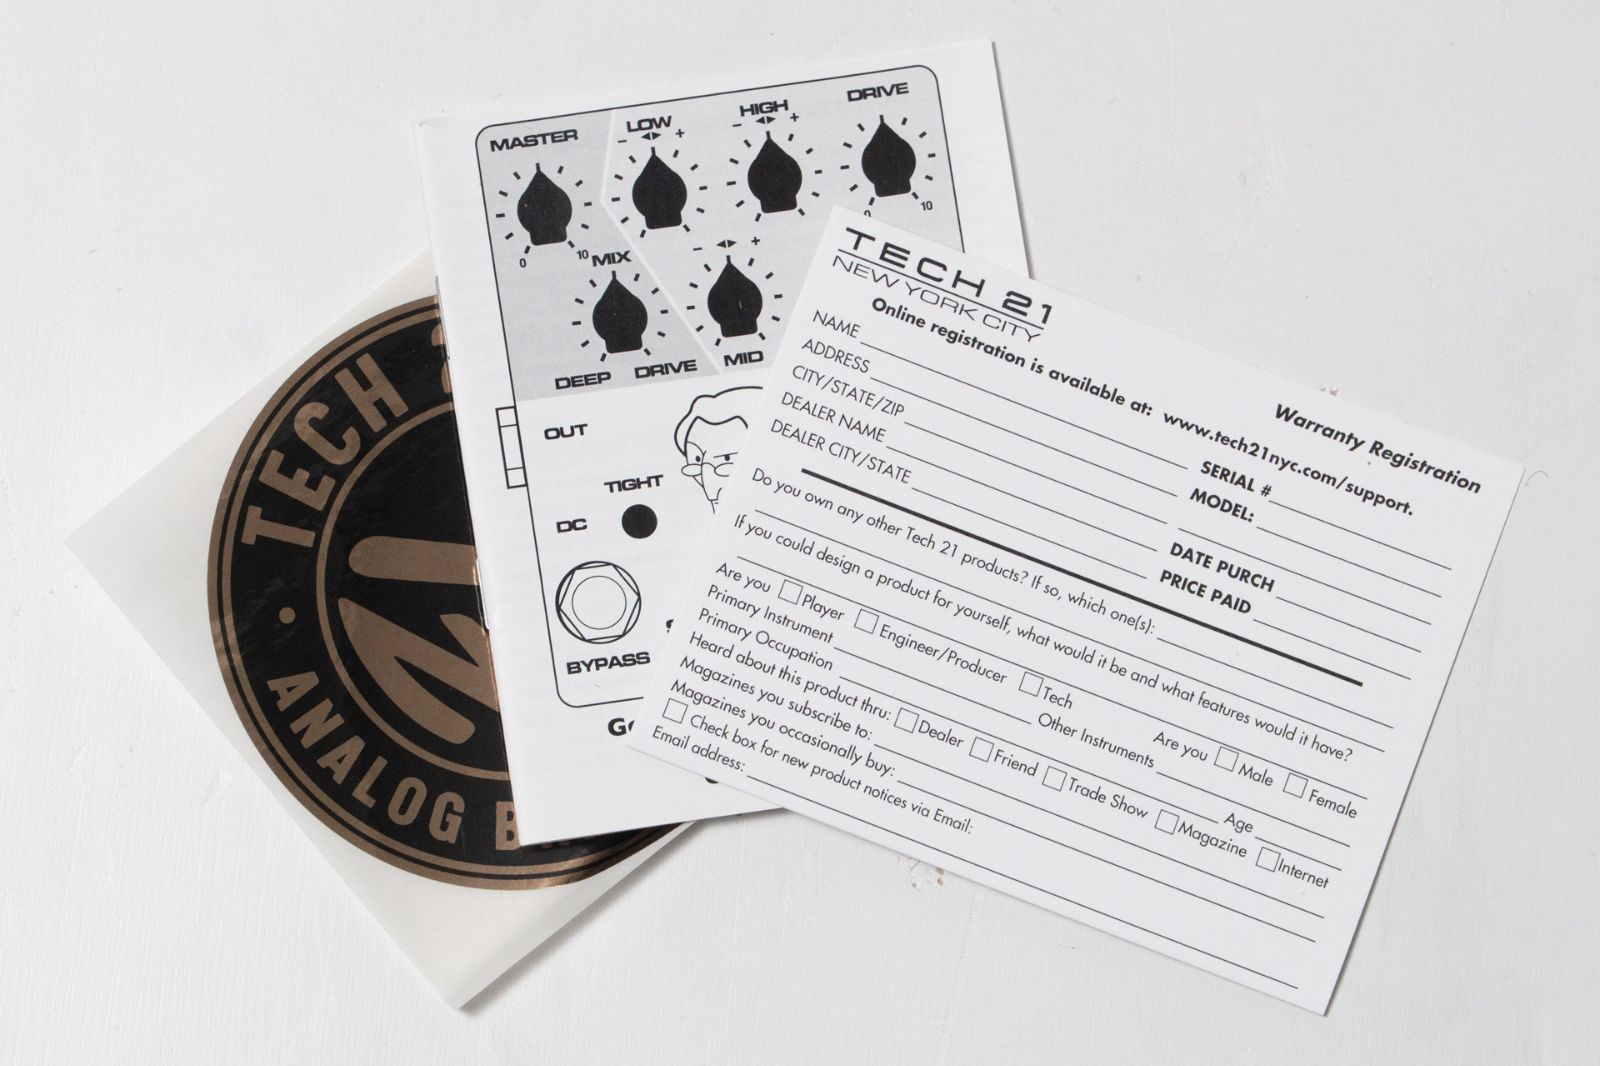 TECH
ANALOG
MASTER
LOW
HIGH
DRIVE
- +
- +
0 10
0 10
MIX
- +
DEEP
DRIVE
MID
OUT
TIGHT
DC
BYPASS
TECH 21
NEW YORK CITY
Warranty Registration
Online registration is available at: www.tech21nyc.com/support.
NAME
SERIAL #
ADDRESS
MODEL:
CITY/STATE/ZIP
DEALER NAME
DATE PURCH
DEALER CITY/STATE
PRICE PAID
Do you own any other Tech 21 products? If so, which one(s):
If you could design a product for yourself, what would it be and what features would it have?
Are you Player Engineer/Producer Tech Are you Male Female
Primary Instrument Other Instruments
Primary Occupation Age
Heard about this product thru: Dealer Friend Trade Show Magazine Internet
Magazines you subscribe to:
Magazines you occasionally buy:
Check box for new product notices via Email:
Email address: